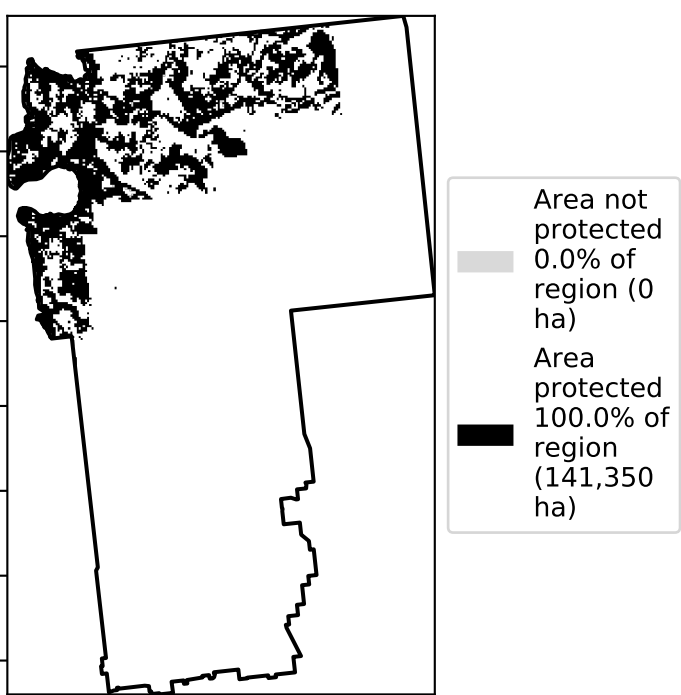 Area not
protected
0.0% of
region (0
ha)
Area
protected
100.0% of
region
(141,350
ha)